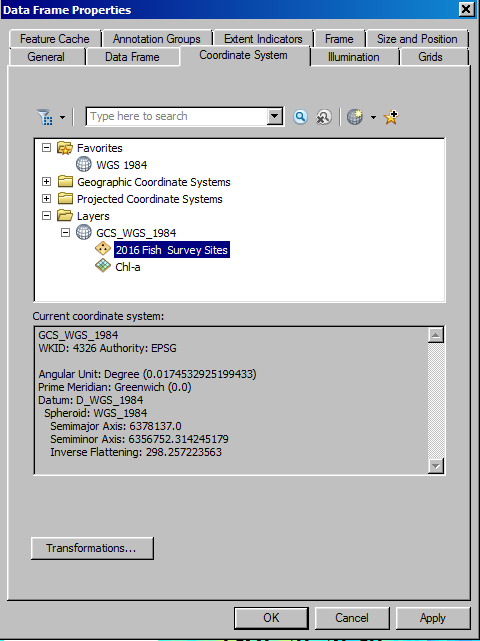 Data Frame Properties
Feature Cache
Annotation Groups
Extent Indicators
Frame
Size and Position
General
Data Frame
Coordinate System
Illumination
Grids
Type here to search
Favorites
WGS 1984
Geographic Coordinate Systems
Projected Coordinate Systems
Layers
GCS_WGS_1984
2016 Fish Survey Sites
Chl-a
Current coordinate system:
GCS_WGS_1984
WKID: 4326 Authority: EPSG
Angular Unit: Degree (0.0174532925199433)
Prime Meridian: Greenwich (0.0)
Datum: D_WGS_1984
Spheroid: WGS_1984
Semimajor Axis: 6378137.0
Semiminor Axis: 6356752.314245179
Inverse Flattening: 298.257223563
Transformations...
OK
Cancel
Apply